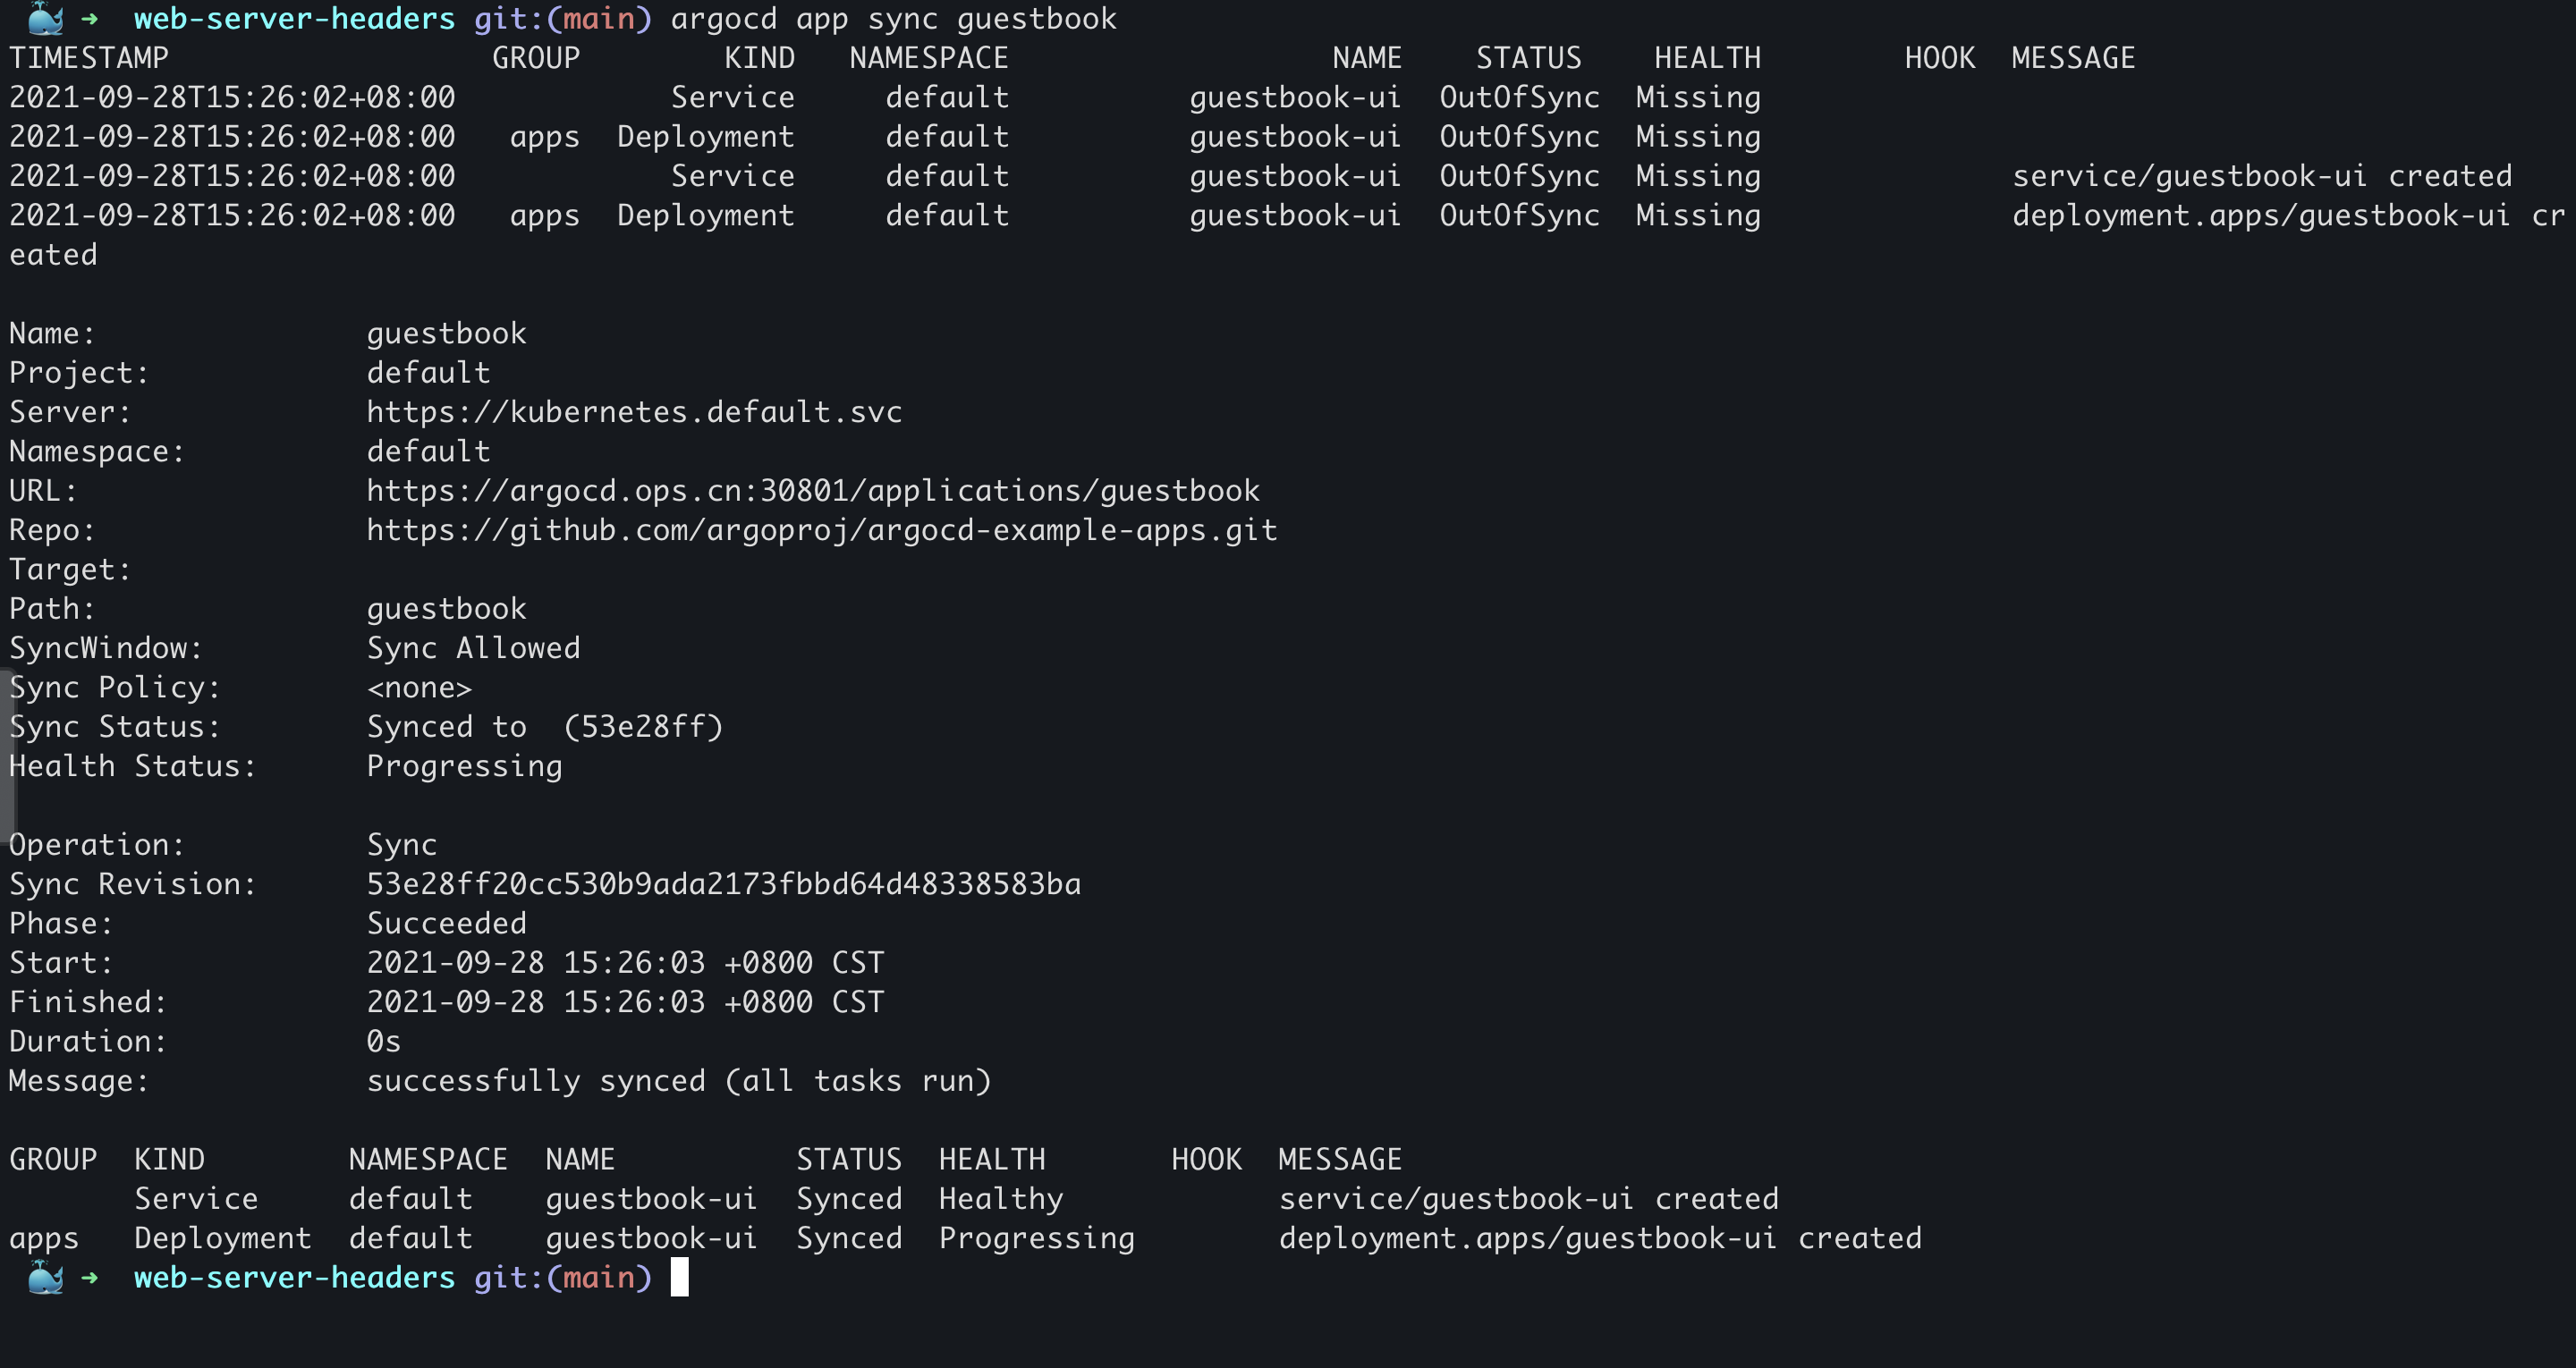 🐳 ➜  web-server-headers git:(main) argocd app sync guestbook
TIMESTAMP                  GROUP        KIND   NAMESPACE                  NAME    STATUS    HEALTH        HOOK  MESSAGE
2021-09-28T15:26:02+08:00            Service     default          guestbook-ui  OutOfSync  Missing
2021-09-28T15:26:02+08:00   apps  Deployment     default          guestbook-ui  OutOfSync  Missing
2021-09-28T15:26:02+08:00            Service     default          guestbook-ui  OutOfSync  Missing              service/guestbook-ui created
2021-09-28T15:26:02+08:00   apps  Deployment     default          guestbook-ui  OutOfSync  Missing              deployment.apps/guestbook-ui cr
eated

Name:               guestbook
Project:            default
Server:             https://kubernetes.default.svc
Namespace:          default
URL:                https://argocd.ops.cn:30801/applications/guestbook
Repo:               https://github.com/argoproj/argocd-example-apps.git
Target:
Path:               guestbook
SyncWindow:         Sync Allowed
Sync Policy:        <none>
Sync Status:        Synced to  (53e28ff)
Health Status:      Progressing

Operation:          Sync
Sync Revision:      53e28ff20cc530b9ada2173fbbd64d48338583ba
Phase:              Succeeded
Start:              2021-09-28 15:26:03 +0800 CST
Finished:           2021-09-28 15:26:03 +0800 CST
Duration:           0s
Message:            successfully synced (all tasks run)

GROUP  KIND        NAMESPACE  NAME          STATUS  HEALTH       HOOK  MESSAGE
       Service     default    guestbook-ui  Synced  Healthy            service/guestbook-ui created
apps   Deployment  default    guestbook-ui  Synced  Progressing        deployment.apps/guestbook-ui created
🐳 ➜  web-server-headers git:(main)